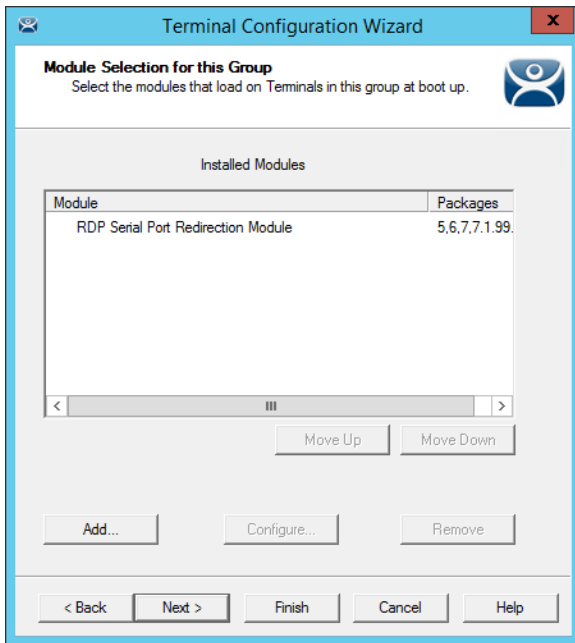 Terminal Configuration Wizard
x
Module Selection for this Group
Select the modules that load on Terminals in this group at boot up.
Installed Modules
Module Packages
RDP Serial Port Redirection Module 5,6,7,7.1.99.
Move Up Move Down
Add... Configure... Remove
< Back Next > Finish Cancel Help